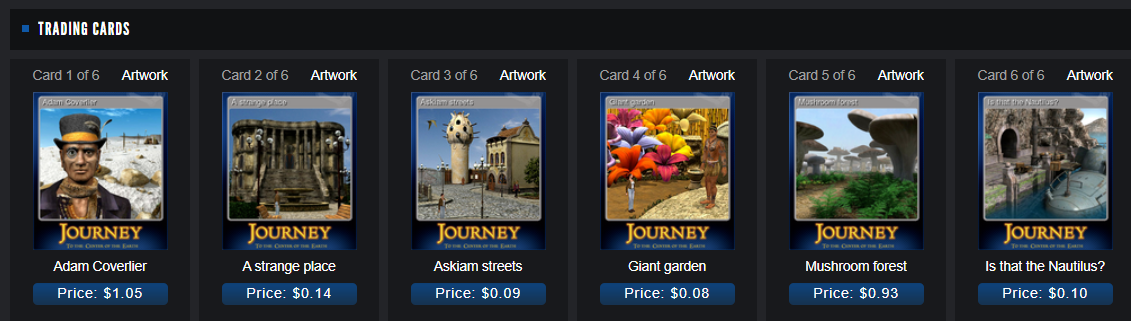 TRADING CARDS
Card 1 of 6 Artwork
Adam Coverlier
JOURNEY
TO THE CENTER OF THE EARTH
Adam Coverlier
Price: $1.05
Card 2 of 6 Artwork
A strange place
JOURNEY
TO THE CENTER OF THE EARTH
A strange place
Price: $0.14
Card 3 of 6 Artwork
Askiam streets
JOURNEY
TO THE CENTER OF THE EARTH
Askiam streets
Price: $0.09
Card 4 of 6 Artwork
Giant garden
JOURNEY
TO THE CENTER OF THE EARTH
Giant garden
Price: $0.08
Card 5 of 6 Artwork
Mushroom forest
JOURNEY
TO THE CENTER OF THE EARTH
Mushroom forest
Price: $0.93
Card 6 of 6 Artwork
Is that the Nautilus?
JOURNEY
TO THE CENTER OF THE EARTH
Is that the Nautilus?
Price: $0.10